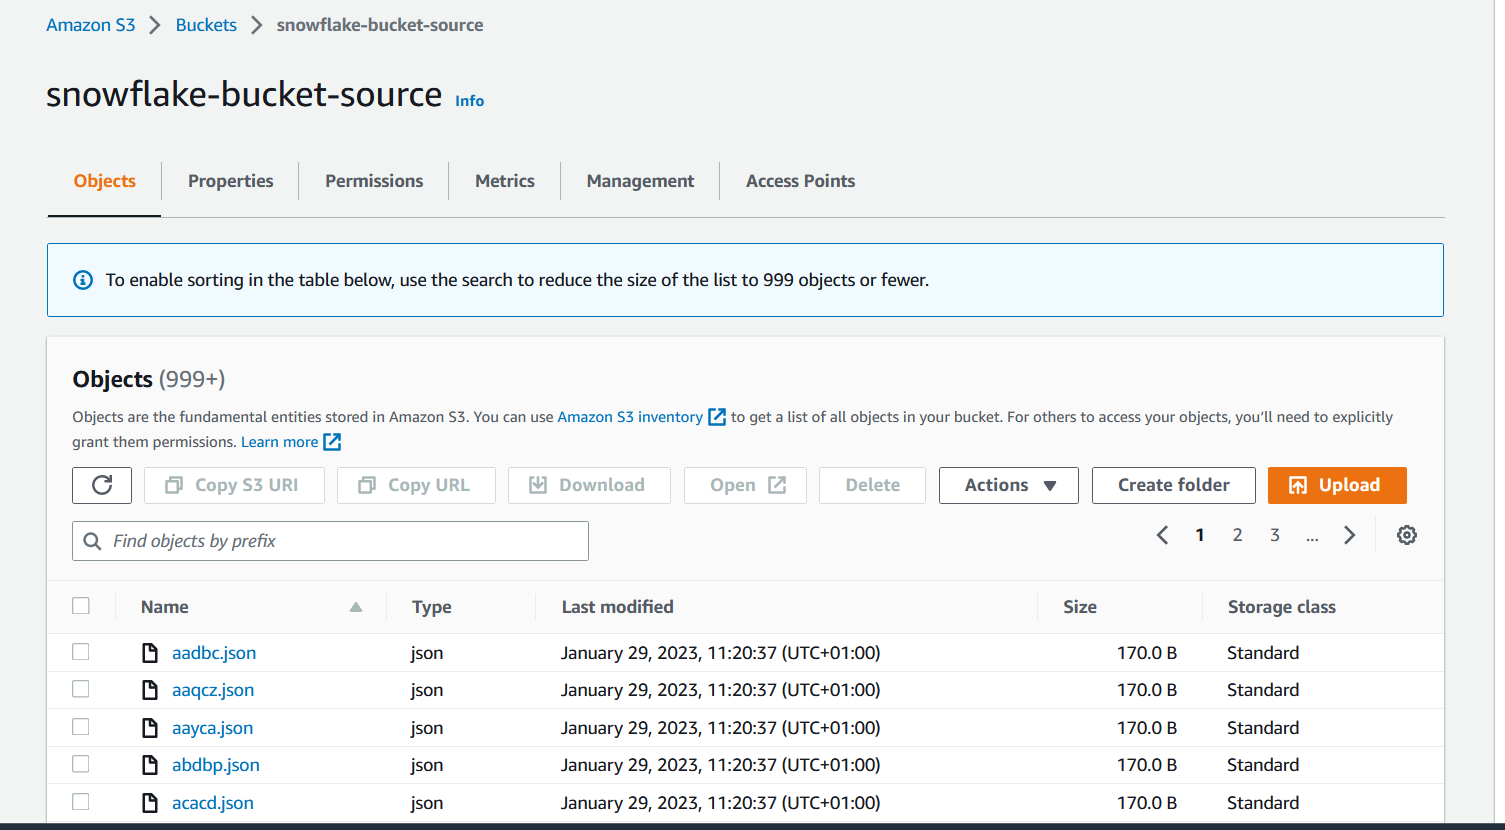 Amazon S3 > Buckets > snowflake-bucket-source
snowflake-bucket-source Info
Objects Properties Permissions Metrics Management Access Points
To enable sorting in the table below, use the search to reduce the size of the list to 999 objects or fewer.
Objects (999+)
Objects are the fundamental entities stored in Amazon S3. You can use Amazon S3 inventory to get a list of all objects in your bucket. For others to access your objects, you’ll need to explicitly
grant them permissions. Learn more
Copy S3 URI Copy URL Download Open Delete Actions Create folder Upload
Find objects by prefix 1 2 3 ...
Name Type Last modified Size Storage class
aadbc.json json January 29, 2023, 11:20:37 (UTC+01:00) 170.0 B Standard
aaqcz.json json January 29, 2023, 11:20:37 (UTC+01:00) 170.0 B Standard
aayca.json json January 29, 2023, 11:20:37 (UTC+01:00) 170.0 B Standard
abdbp.json json January 29, 2023, 11:20:37 (UTC+01:00) 170.0 B Standard
acacd.json json January 29, 2023, 11:20:37 (UTC+01:00) 170.0 B Standard